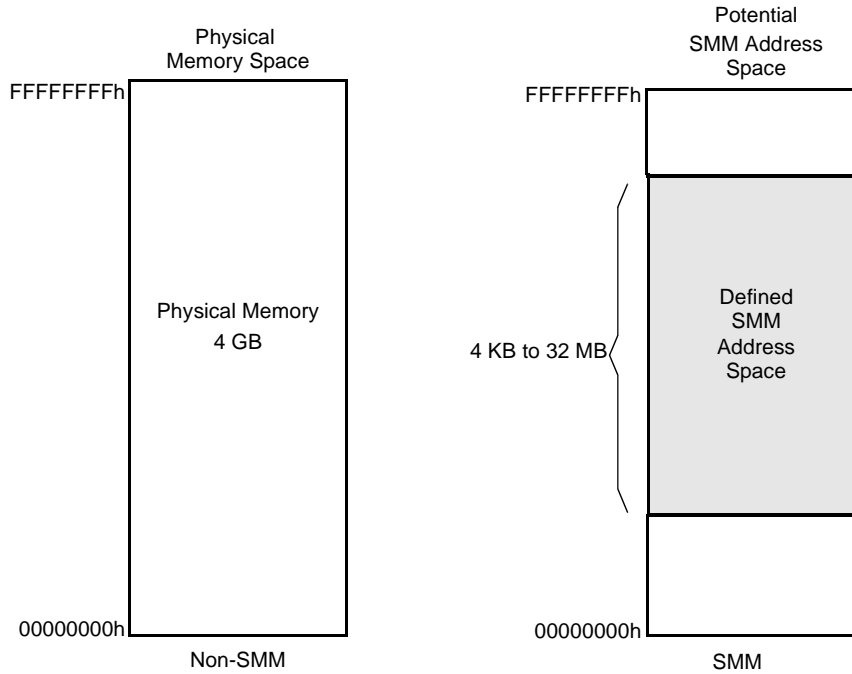 Physical
Memory Space
FFFFFFFFh
Physical Memory
4 GB
00000000h
Non-SMM
Potential
SMM Address
Space
FFFFFFFFh
4 KB to 32 MB
Defined
SMM
Address
Space
00000000h
SMM